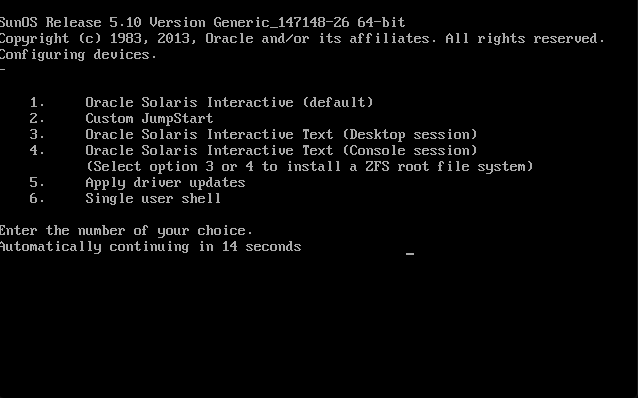 SunOS Release 5.10 Version Generic_147148-26 64-bit
Copyright (c) 1983, 2013, Oracle and/or its affiliates. All rights reserved.
Configuring devices.
-
1. Oracle Solaris Interactive (default)
2. Custom JumpStart
3. Oracle Solaris Interactive Text (Desktop session)
4. Oracle Solaris Interactive Text (Console session)
(Select option 3 or 4 to install a ZFS root file system)
5. Apply driver updates
6. Single user shell
Enter the number of your choice.
Automatically continuing in 14 seconds